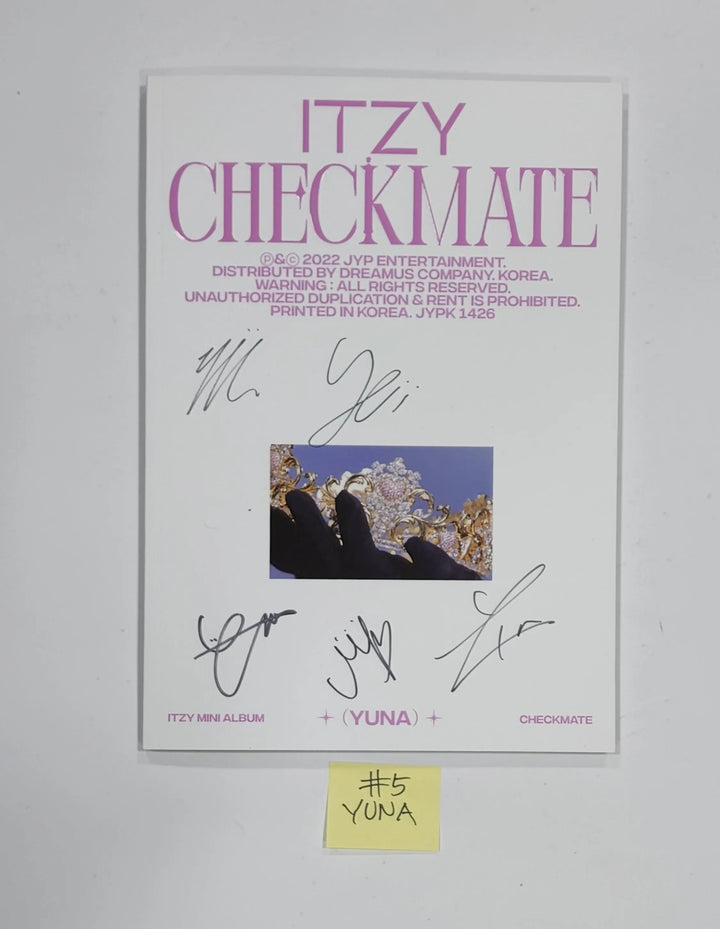 ITZY
CHECKMATE
Ⓟ&Ⓒ 2022 JYP ENTERTAINMENT.
DISTRIBUTED BY DREAMUS COMPANY. KOREA.
WARNING : ALL RIGHTS RESERVED.
UNAUTHORIZED DUPLICATION & RENT IS PROHIBITED.
PRINTED IN KOREA. JYPK 1426
ITZY MINI ALBUM
(YUNA)
CHECKMATE
#5
YUNA